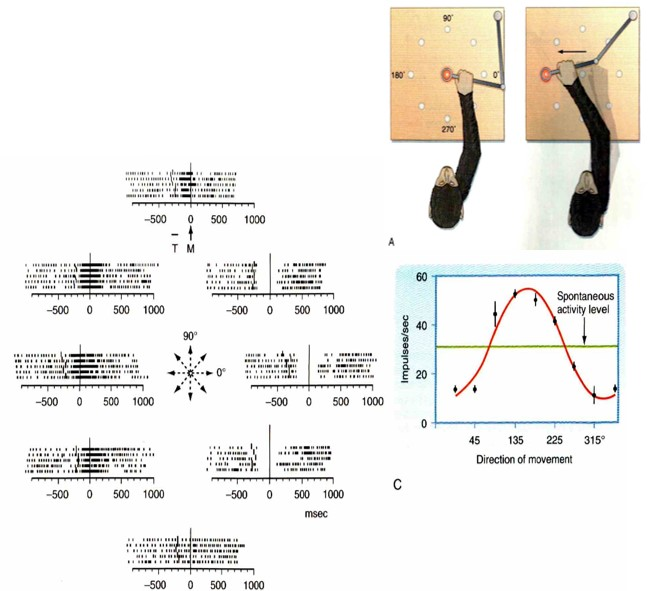 90°
180°
0°
270°
A
−500 0 500 1000
T M
−500 0 500 1000
−500 0 500 1000
90°
0°
−500 0 500 1000
−500 0 500 1000
−500 0 500 1000
−500 0 500 1000
msec
−500 0 500 1000
60
40
20
0
Impulses/sec
Spontaneous
activity level
45 135 225 315°
Direction of movement
C